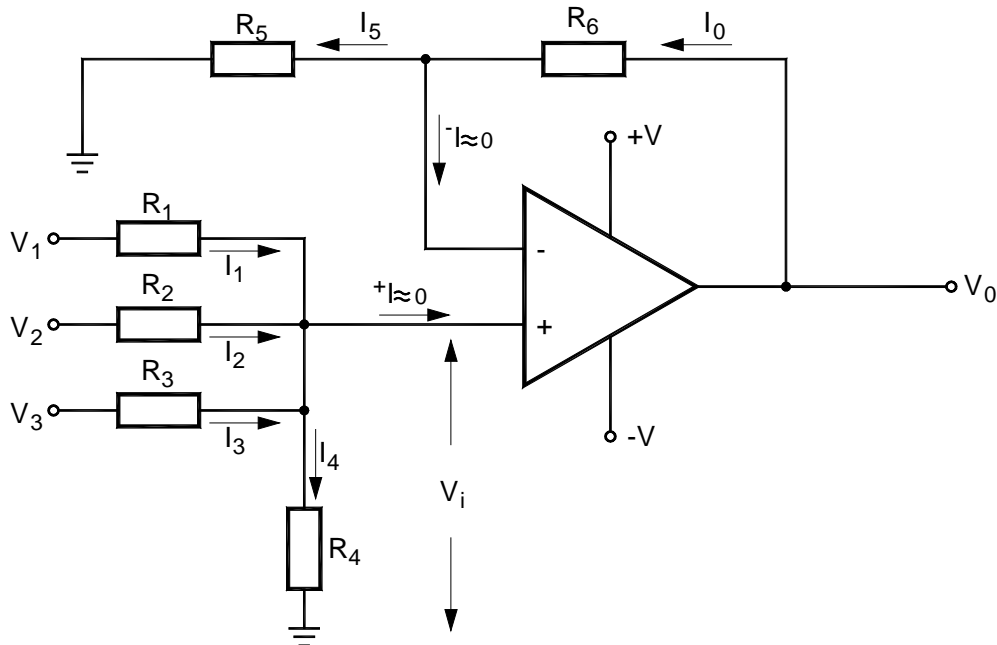 R5 I5 R6 I0
-I≈0 +V
R1
V1 I1 -
R2 +I≈0 V0
V2 I2 +
R3
V3 I3 -V
I4
Vi
R4